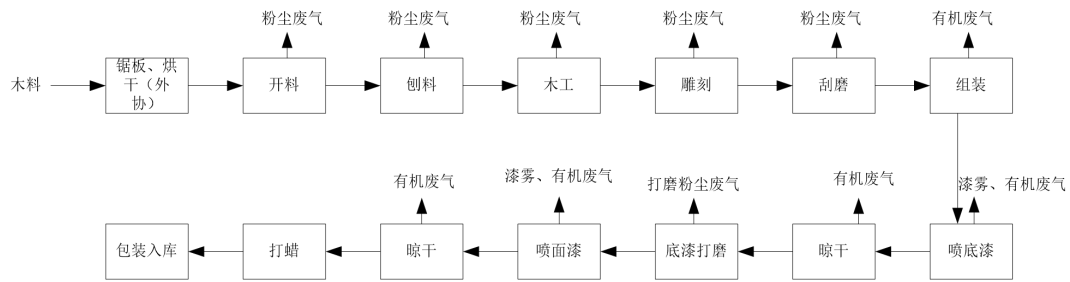 粉尘废气
粉尘废气
粉尘废气
粉尘废气
粉尘废气
有机废气
木料
锯板、烘
干（外
协）
开料
刨料
木工
雕刻
刮磨
组装
有机废气
漆雾、有机废气
打磨粉尘废气
有机废气
漆雾、有机废气
包装入库
打蜡
晾干
喷面漆
底漆打磨
晾干
喷底漆